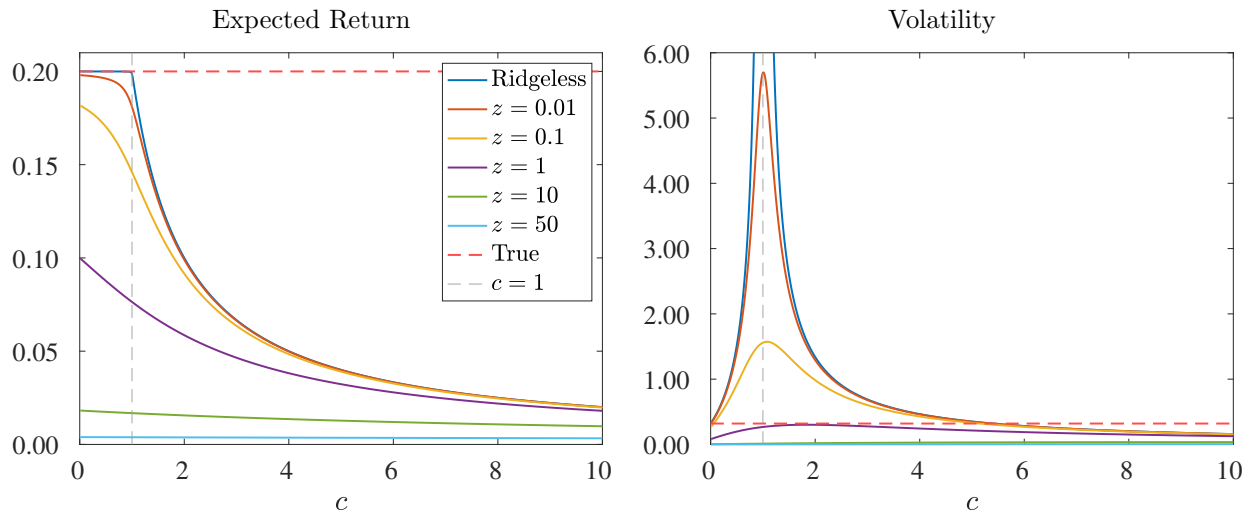 Expected Return
0.20
0.15
0.10
0.05
0.00
0 2 4 6 8 10
c
Ridgeless
z = 0.01
z = 0.1
z = 1
z = 10
z = 50
True
c = 1
Volatility
6.00
5.00
4.00
3.00
2.00
1.00
0.00
0 2 4 6 8 10
c